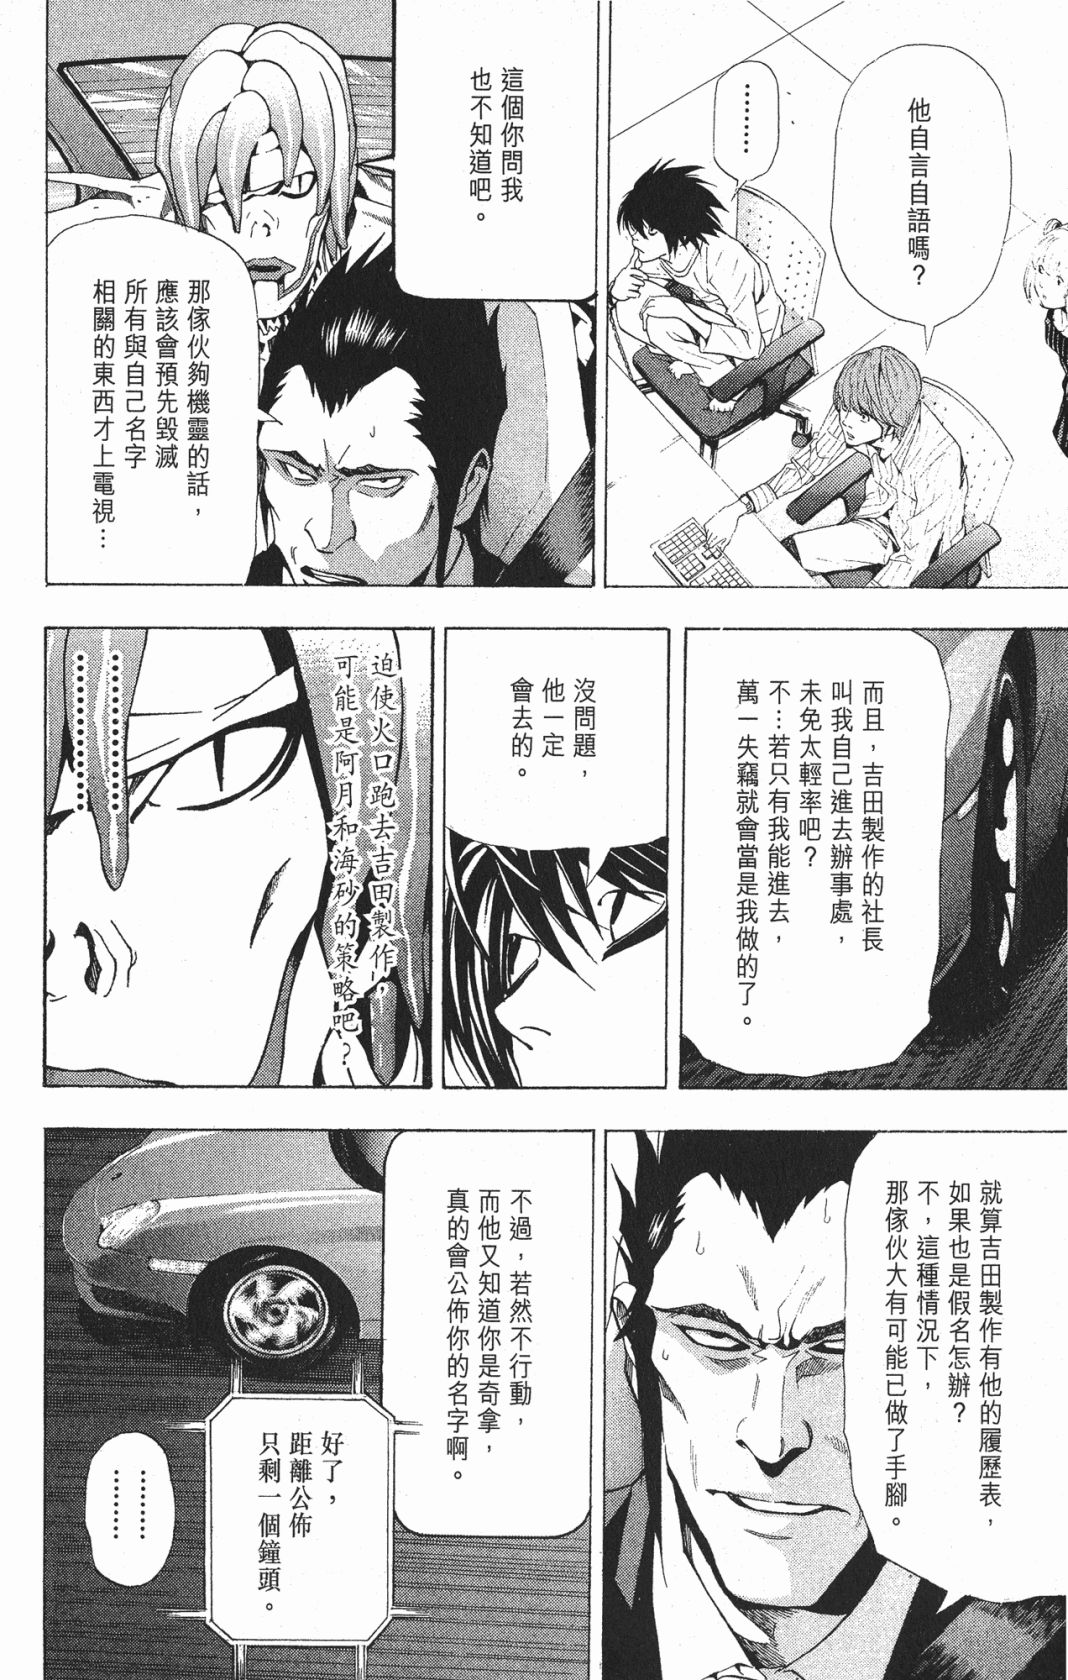 他自言自語嗎?
………
這個你問我
也不知道吧。
那傢伙夠機靈的話,
應該會預先毀滅
所有與自己名字
相關的東西才上電視…
而且,吉田製作的社長
叫我自己進去辦事處,
未免太輕率吧?
不…若只有我能進去,
萬一失竊就會當是我做的了。
沒問題,
他一定
會去的。
迫使火口跑去吉田製作,
可能是阿月和海砂的策略吧?
………………
………………
就算吉田製作有他的履歷表,
如果也是假名怎辦?
不,這種情況下,
那傢伙大有可能已做了手腳。
不過,若然不行動,
而他又知道你是奇拿,
真的會公佈你的名字啊。
好了,
距離公佈
只剩一個鐘頭。
………
………